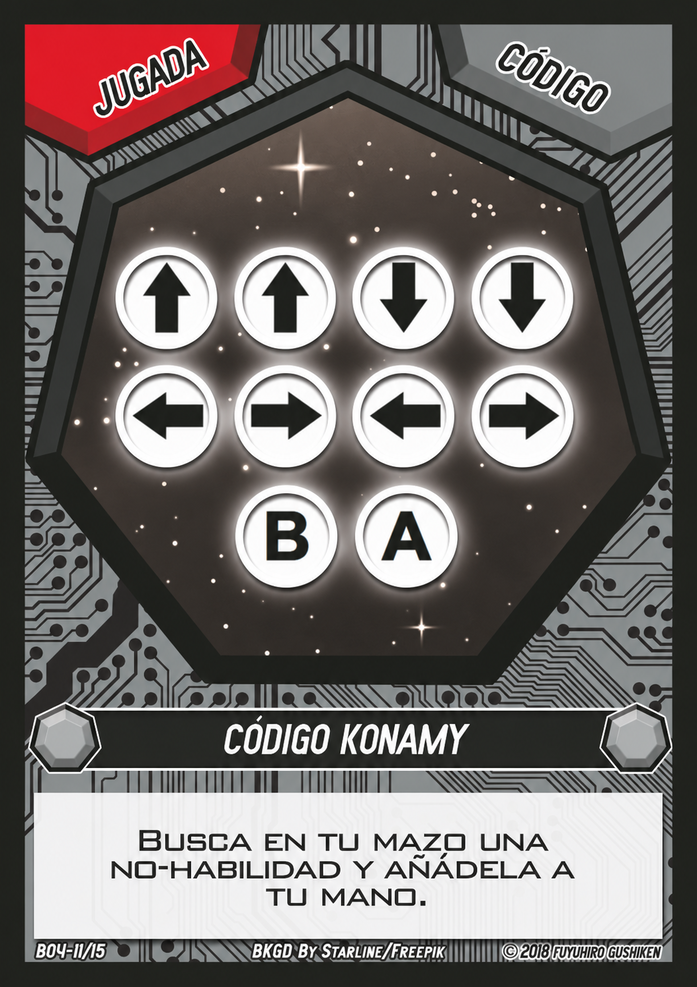 JUGADA
CÓDIGO
B A
CÓDIGO KONAMY
BUSCA EN TU MAZO UNA
NO-HABILIDAD Y AÑÁDELA A
TU MANO.
B04-11/15 BKGD BY STARLINE/FREEPIK © 2018 FUYUHIRO GUSHIKEN